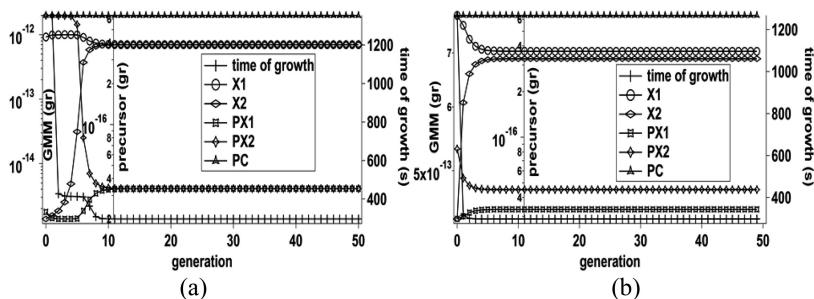 10^-12
10^-13
10^-14
GMM (gr)
6
4
2
10^-16
8
6
4
2
precursor (gr)
time of growth
X1
X2
PX1
PX2
PC
1200
1000
800
600
400
time of growth (s)
0 10 20 30 40 50
generation
(a)
7
6
5x10^-13
GMM (gr)
6
4
2
10^-16
8
6
4
2
precursor (gr)
time of growth
X1
X2
PX1
PX2
PC
1200
1000
800
600
400
time of growth (s)
0 10 20 30 40 50
generation
(b)